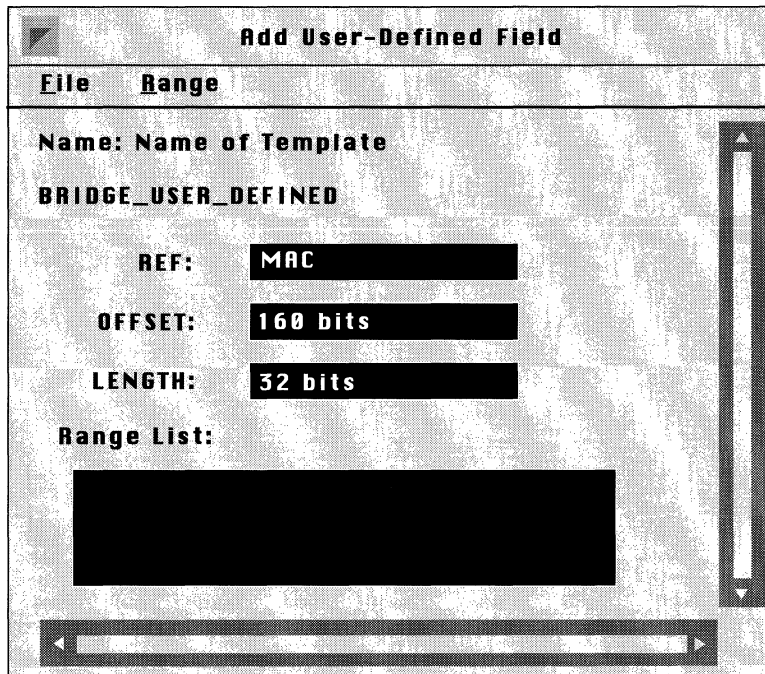 Add User-Defined Field
File Range
Name: Name of Template
BRIDGE_USER_DEFINED
REF: MAC
OFFSET: 160 bits
LENGTH: 32 bits
Range List: